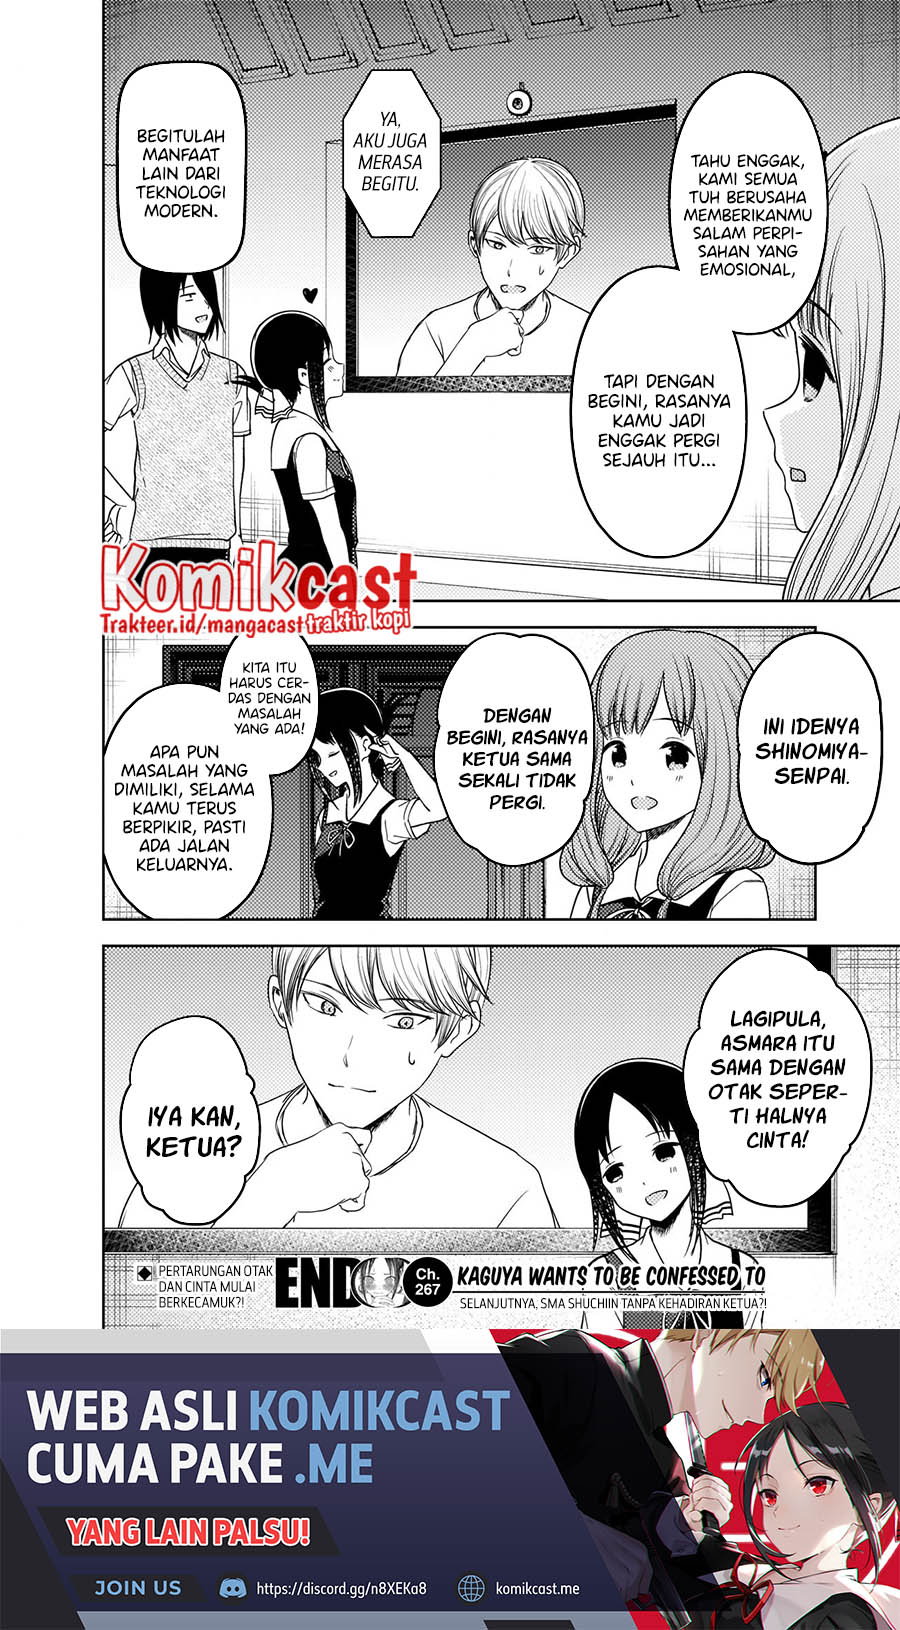 TAHU ENGGAK,
KAMI SEMUA
TUH BERUSAHA
MEMBERIKANMU
SALAM PERPI-
SAHAN YANG
EMOSIONAL,
TAPI DENGAN
BEGINI, RASANYA
KAMU JADI
ENGGAK PERGI
SEJAUH ITU...
YA,
AKU JUGA
MERASA
BEGITU.
BEGITULAH
MANFAAT
LAIN DARI
TEKNOLOGI
MODERN.
Komikcast
Trakteer.id/mangacast traktir kopi
INI IDENYA
SHINOMIYA-
SENPAI.
DENGAN
BEGINI, RASANYA
KETUA SAMA
SEKALI TIDAK
PERGI.
KITA ITU
HARUS CER-
DAS DENGAN
MASALAH
YANG ADA!
APA PUN
MASALAH YANG
DIMILIKI, SELAMA
KAMU TERUS
BERPIKIR, PASTI
ADA JALAN
KELUARNYA.
LAGIPULA,
ASMARA ITU
SAMA DENGAN
OTAK SEPER-
TI HALNYA
CINTA!
IYA KAN,
KETUA?
PERTARUNGAN OTAK
DAN CINTA MULAI
BERKECAMUK?!
END
Ch.
267
KAGUYA WANTS TO BE CONFESSED TO
SELANJUTNYA, SMA SHUCHIIN TANPA KEHADIRAN KETUA?!
WEB ASLI KOMIKCAST
CUMA PAKE .ME
YANG LAIN PALSU!
JOIN US
https://discord.gg/n8XEKa8
komikcast.me